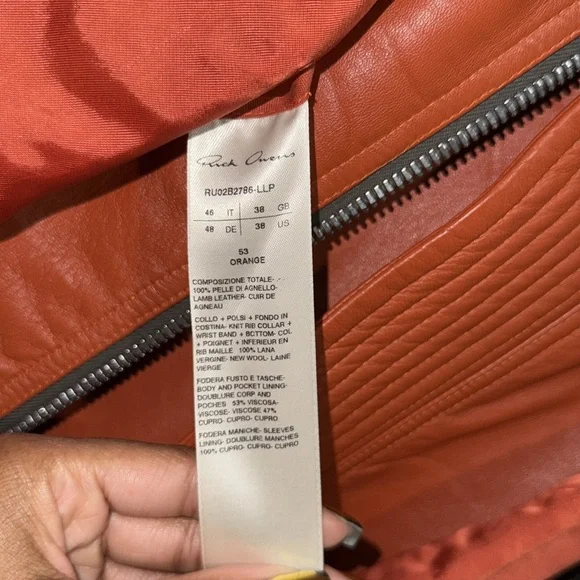 Rick Owens
RU02B2786-LLP
46 IT 38 GB
48 DE 38 US
53
ORANGE
COMPOSIZIONE TOTALE-
100% PELLE DI AGNELLO-
LAMB LEATHER- CUIR DE
AGNEAU
COLLO + POLSI + FONDO IN
COSTINA- KNIT RIB COLLAR +
WRIST BAND + BOTTOM- COL
+ POIGNET + INFERIEUR EN
RIB MAILLE 100% LANA
VERGINE- NEW WOOL- LAINE
VIERGE
FODERA FUSTO E TASCHE-
BODY AND POCKET LINING-
DOUBLURE CORP AND
POCHES 53% VISCOSA-
VISCOSE- VISCOSE 47%
CUPRO- CUPRO- CUPRO
FODERA MANICHE- SLEEVES
LINING- DOUBLURE MANCHES
100% CUPRO- CUPRO- CUPRO